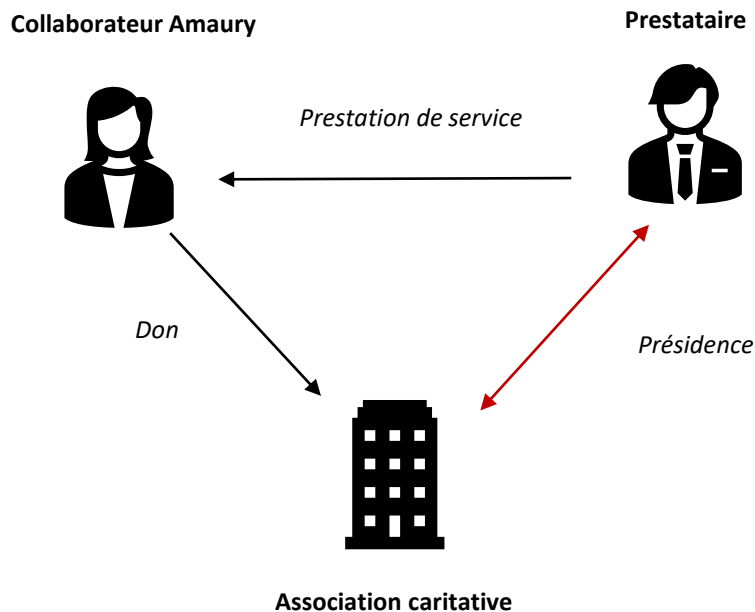 Collaborateur Amaury
Prestataire
Prestation de service
Don
Présidence
Association caritative